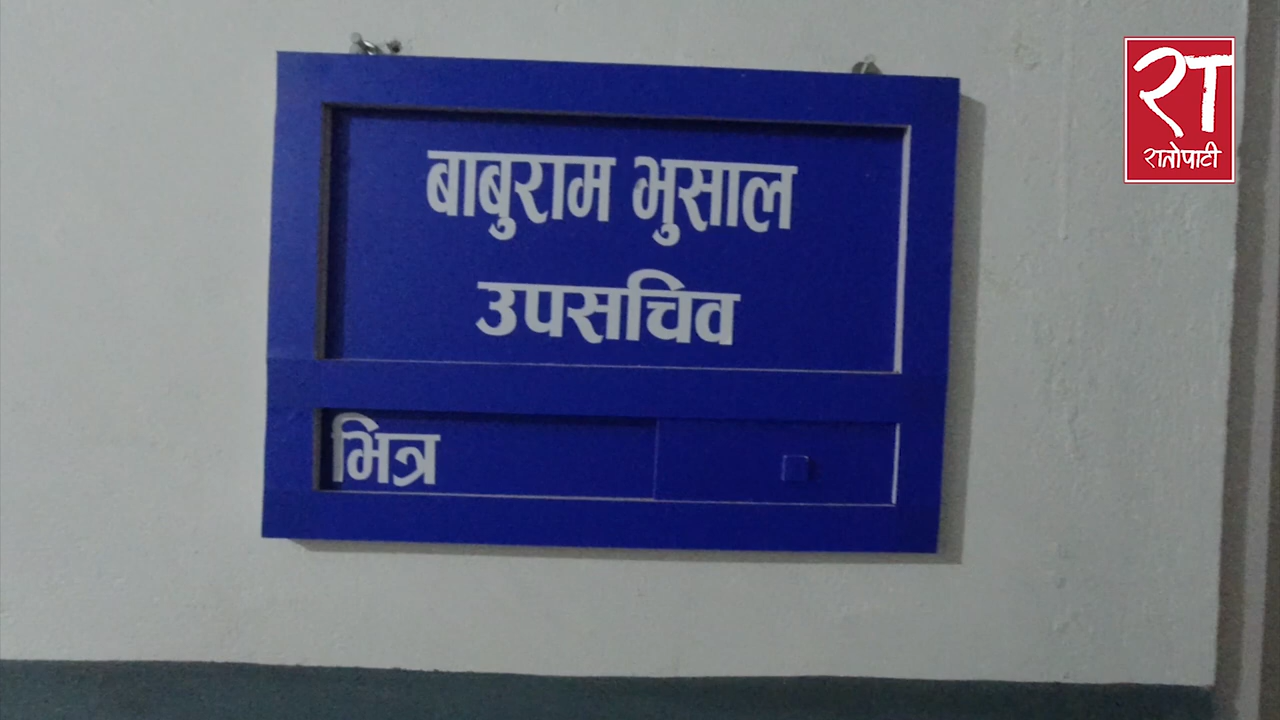 बाबुराम भुसाल
उपसचिव
भित्र
रा
रातोपाटी